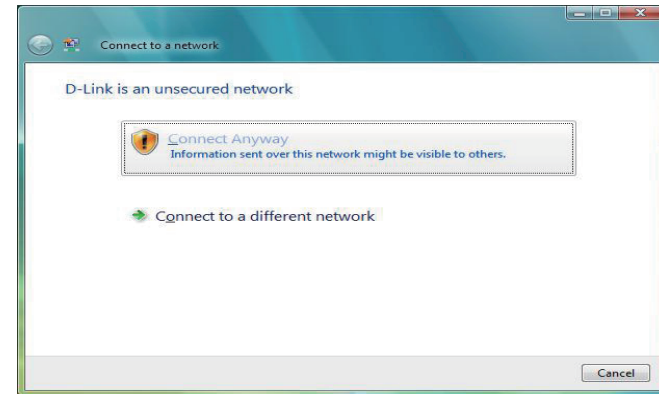 Connect to a network
D-Link is an unsecured network
Connect Anyway
Information sent over this network might be visible to others.
Connect to a different network
Cancel